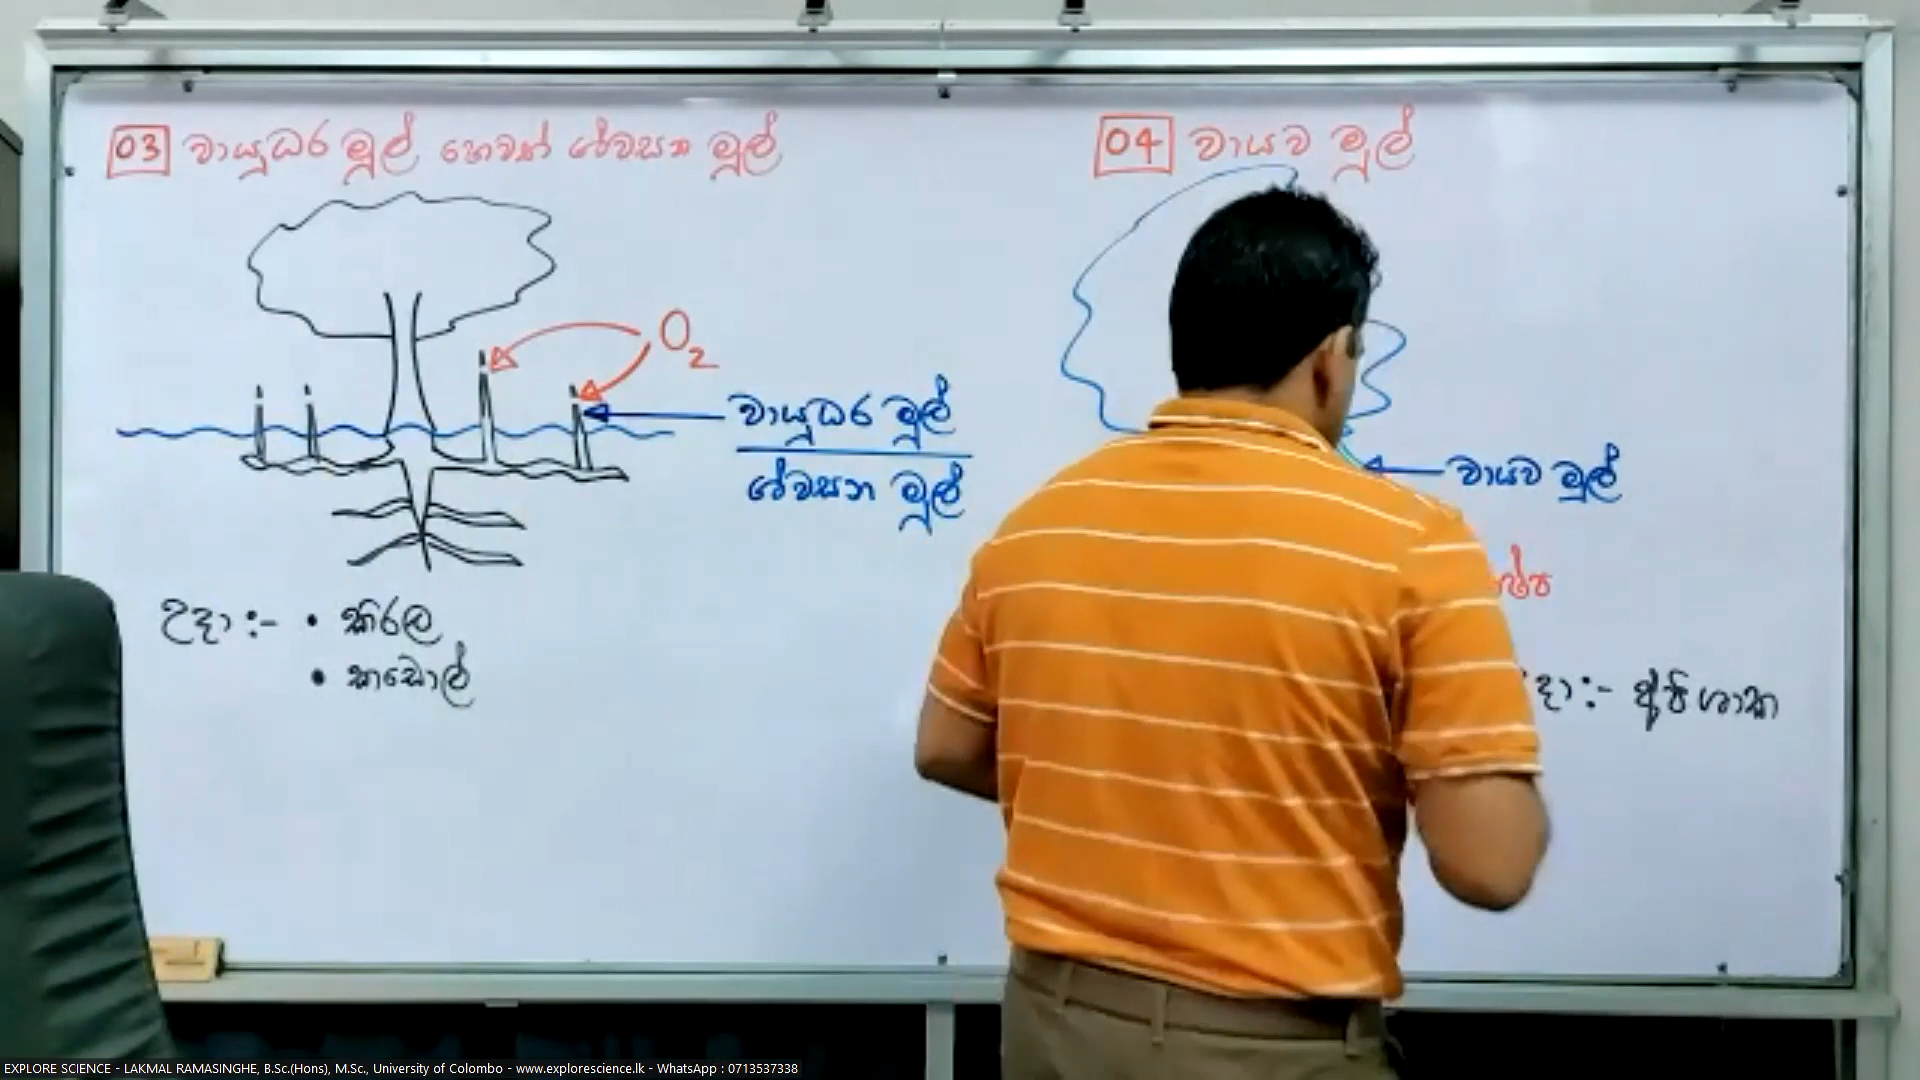 03 වායුධර මූල් හෙවත් ශ්වසන මූල්
O2
වායුධර මූල්
ශ්වසන මූල්
උදා :- • කිරල
• කඩොල්
04 වායව මූල්
වායව මූල්
දා :- අපිශාක
EXPLORE SCIENCE - LAKMAL RAMASINGHE, B.Sc.(Hons), M.Sc., University of Colombo - www.explorescience.lk - WhatsApp : 0713537338